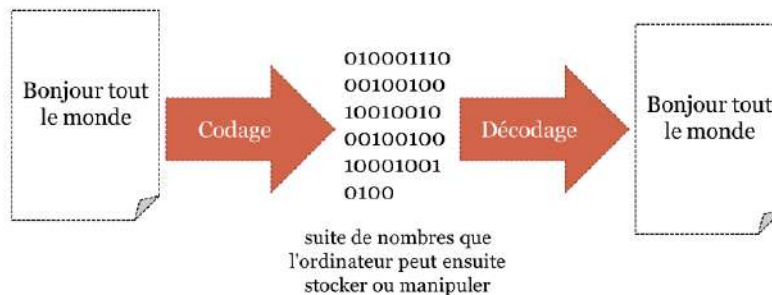 Bonjour tout
le monde
Codage
010001110
00100100
10010010
00100100
10001001
0100
suite de nombres que
l'ordinateur peut ensuite
stocker ou manipuler
Décodage
Bonjour tout
le monde